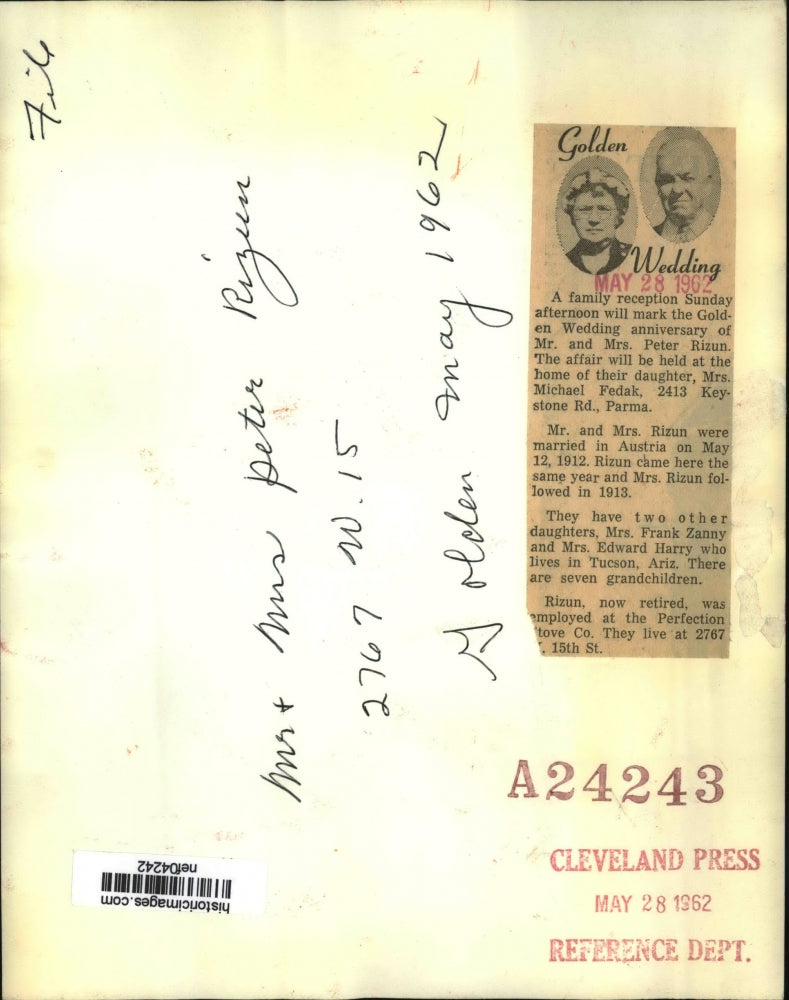 File
Mr + Mrs Peter Rizun
2767 W. 15
Golden May 1962
Golden
Wedding
MAY 28 1962
A family reception Sunday
afternoon will mark the Gold-
en Wedding anniversary of
Mr. and Mrs. Peter Rizun.
The affair will be held at the
home of their daughter, Mrs.
Michael Fedak, 2413 Key-
stone Rd., Parma.
Mr. and Mrs. Rizun were
married in Austria on May
12, 1912. Rizun came here the
same year and Mrs. Rizun fol-
lowed in 1913.
They have two other
daughters, Mrs. Frank Zanny
and Mrs. Edward Harry who
lives in Tucson, Ariz. There
are seven grandchildren.
Rizun, now retired, was
employed at the Perfection
tove Co. They live at 2767
. 15th St.
A24243
CLEVELAND PRESS
MAY 28 1962
REFERENCE DEPT.
historicimages.com
nef04242